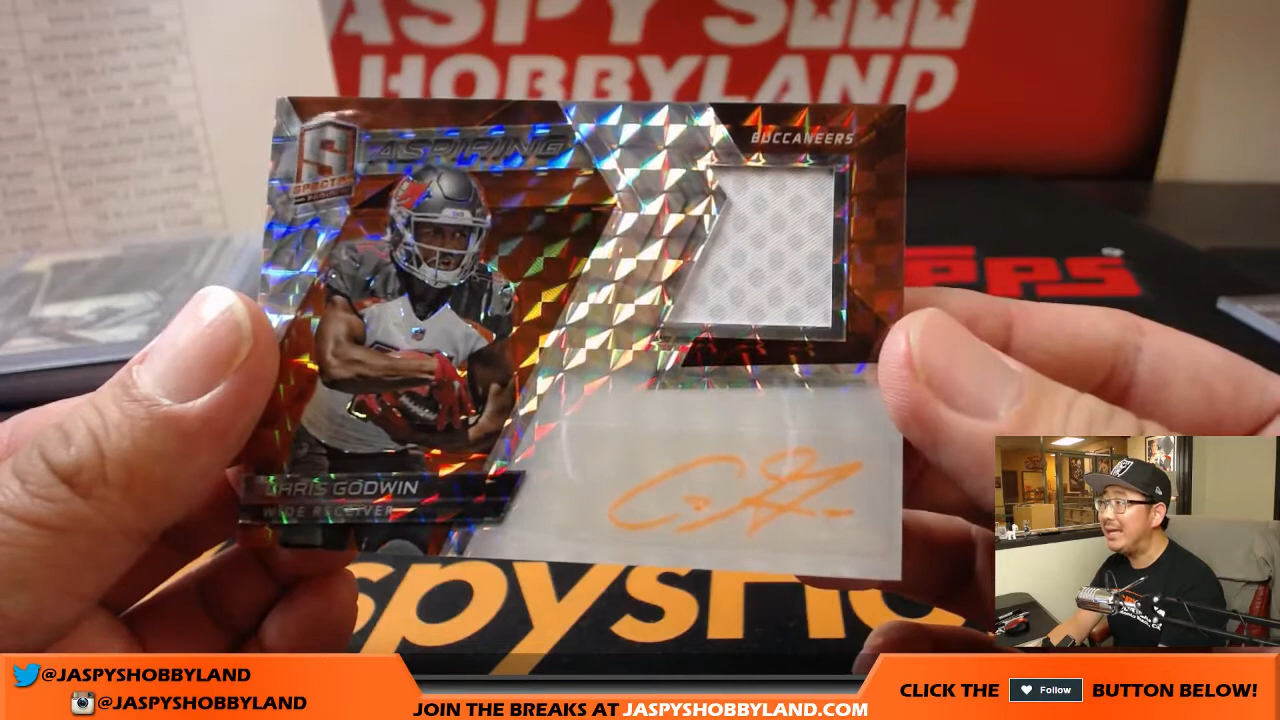 JASPY'S
HOBBYLAND
ASPIRING
BUCCANEERS
S
SPECTRA
CHRIS GODWIN
WIDE RECEIVER
@JASPYSHOBBYLAND
@JASPYSHOBBYLAND
JOIN THE BREAKS AT JASPYSHOBBYLAND.COM
CLICK THE Follow BUTTON BELOW!